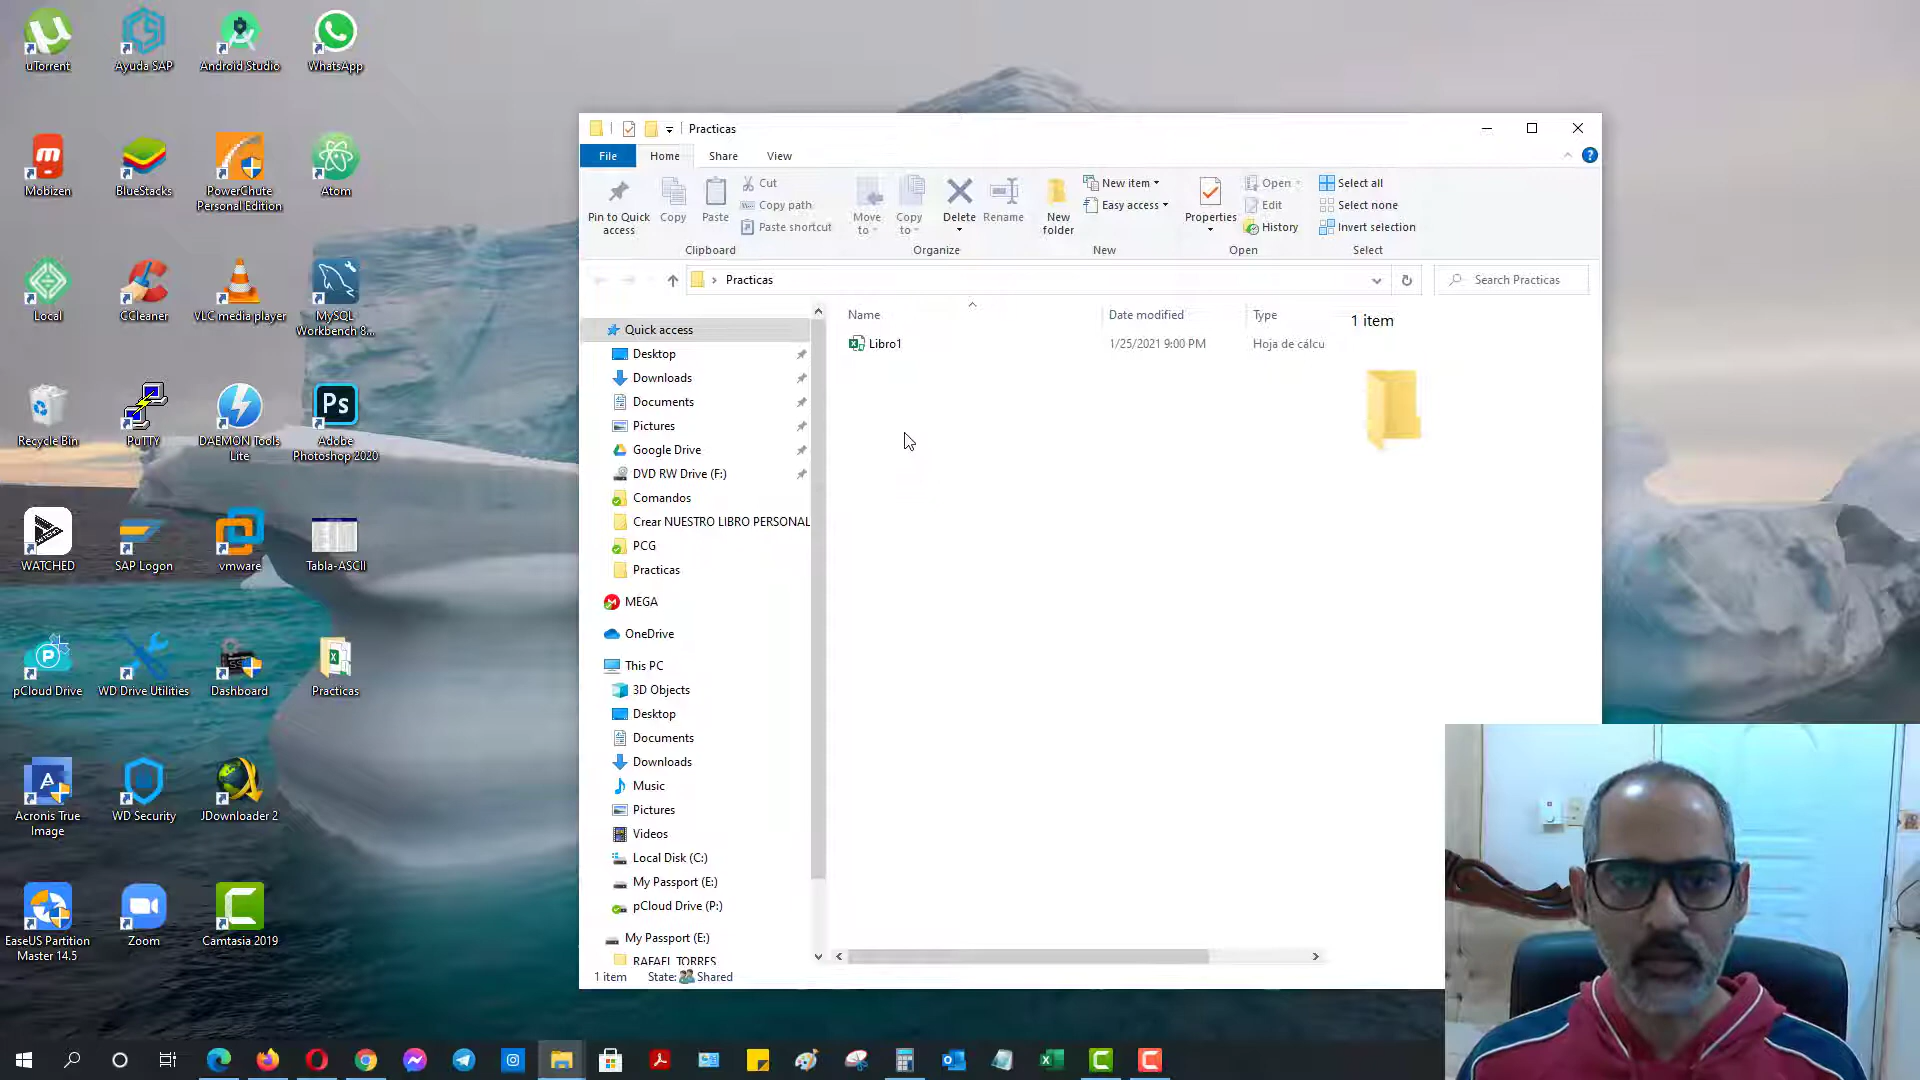 uTorrent
Ayuda SAP
Android Studio
WhatsApp
Mobizen
BlueStacks
PowerChute
Personal Edition
Atom
Local
CCleaner
VLC media player
MySQL
Workbench 8...
Recycle Bin
PuTTY
DAEMON Tools
Lite
Ps
Adobe
Photoshop 2020
WATCHED
SAP Logon
vmware
Tabla-ASCII
pCloud Drive
WD Drive Utilities
Dashboard
Practicas
Acronis True
Image
WD Security
JDownloader 2
EaseUS Partition
Master 14.5
Zoom
Camtasia 2019
Practicas
File
Home
Share
View
Pin to Quick
access
Copy
Paste
Cut
Copy path
Paste shortcut
Clipboard
Move
to
Copy
to
Delete
Rename
Organize
New
folder
New item
Easy access
New
Properties
Open
Edit
History
Open
Select all
Select none
Invert selection
Select
Practicas
Search Practicas
Quick access
Desktop
Downloads
Documents
Pictures
Google Drive
DVD RW Drive (F:)
Comandos
Crear NUESTRO LIBRO PERSONAL
PCG
Practicas
MEGA
OneDrive
This PC
3D Objects
Desktop
Documents
Downloads
Music
Pictures
Videos
Local Disk (C:)
My Passport (E:)
pCloud Drive (P:)
My Passport (E:)
RAFAEL TORRES
Name
Date modified
Type
Libro1
1/25/2021 9:00 PM
Hoja de cálcu
1 item
1 item
State:
Shared